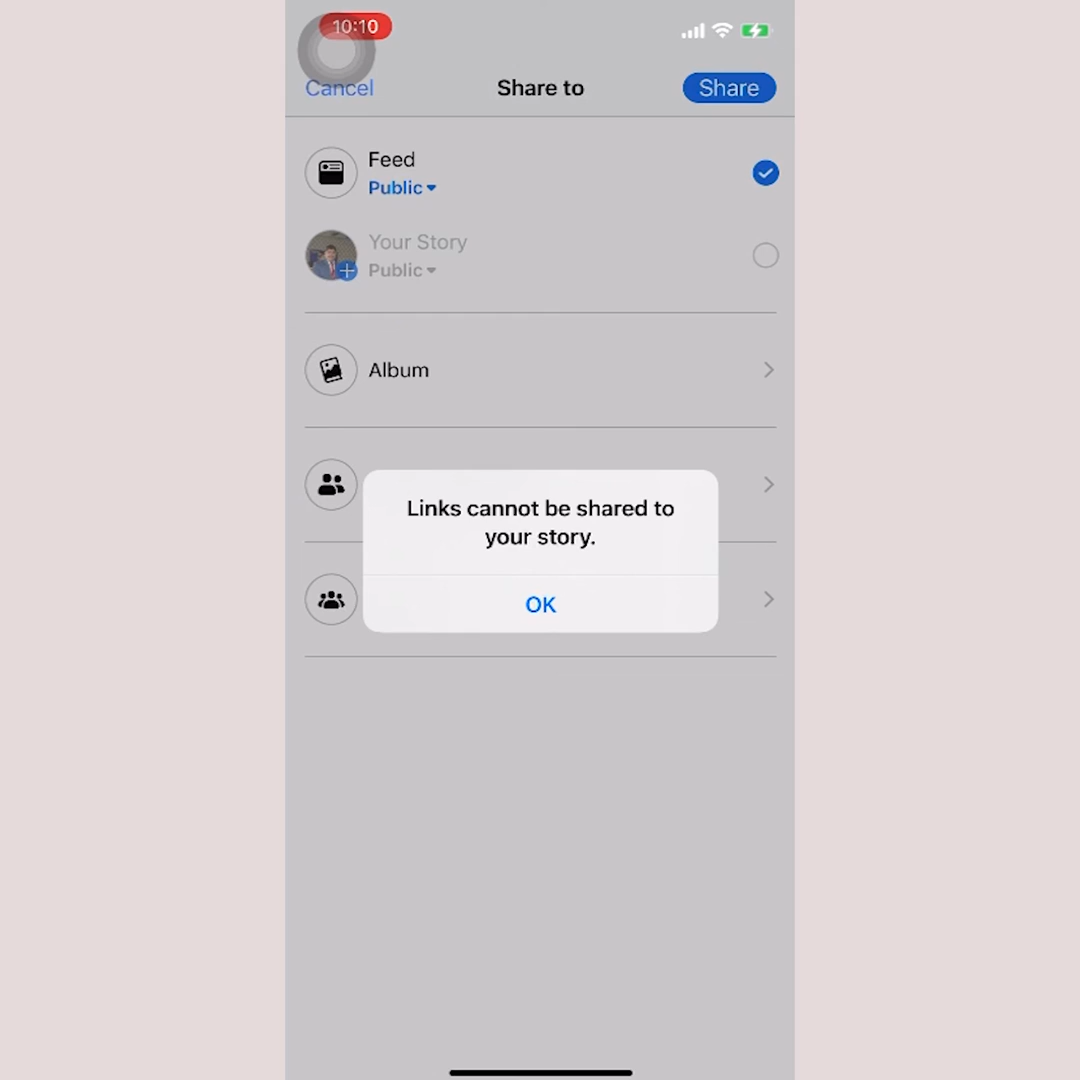 10:10
Cancel
Share to
Share
Feed
Public
Your Story
Public
Album
Links cannot be shared to
your story.
OK